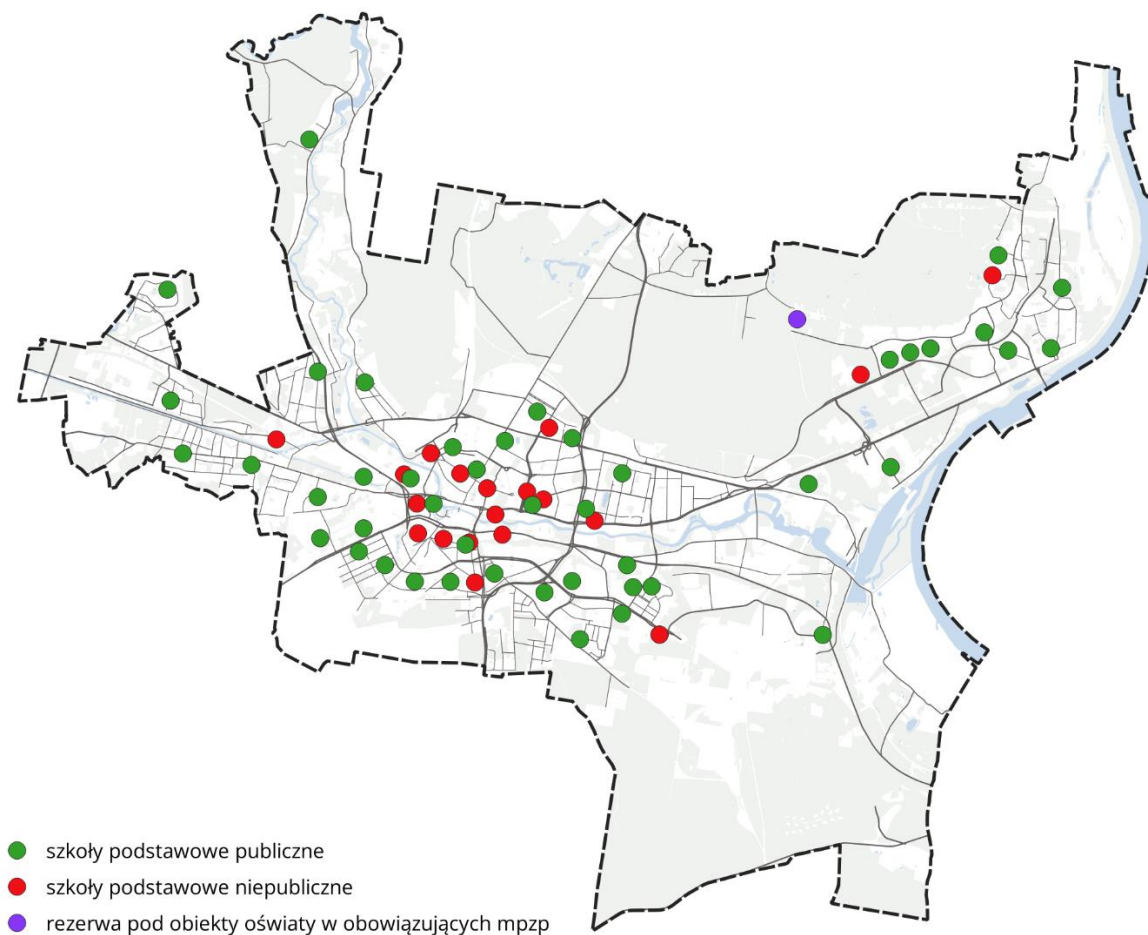 szkoły podstawowe publiczne
szkoły podstawowe niepubliczne
rezerwa pod obiekty oświaty w obowiązujących mpzp